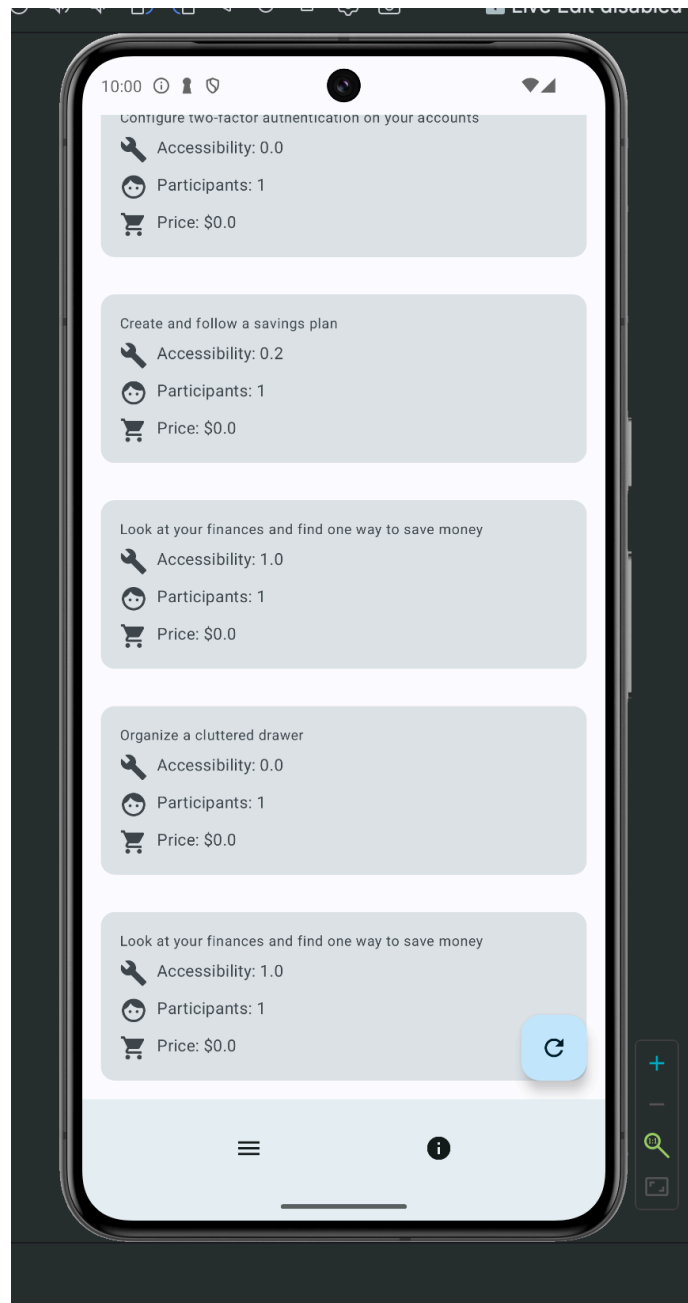 Live Edit disabled
10:00
Configure two-factor authentication on your accounts
Accessibility: 0.0
Participants: 1
Price: $0.0
Create and follow a savings plan
Accessibility: 0.2
Participants: 1
Price: $0.0
Look at your finances and find one way to save money
Accessibility: 1.0
Participants: 1
Price: $0.0
Organize a cluttered drawer
Accessibility: 0.0
Participants: 1
Price: $0.0
Look at your finances and find one way to save money
Accessibility: 1.0
Participants: 1
Price: $0.0
1:1